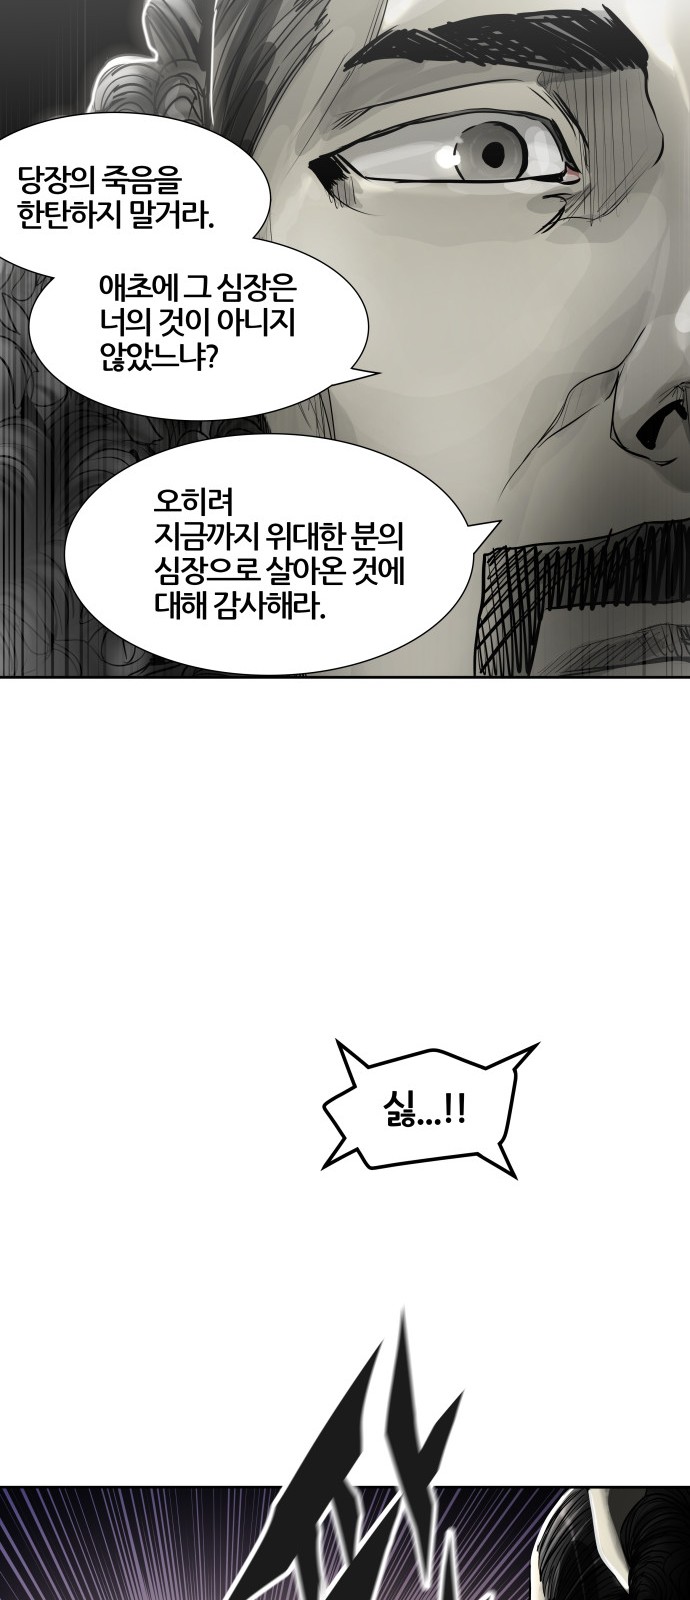 당장의 죽음을
한탄하지 말거라.
애초에 그 심장은
너의 것이 아니지
않았느냐?
오히려
지금까지 위대한 분의
심장으로 살아온 것에
대해 감사해라.
싫...!!